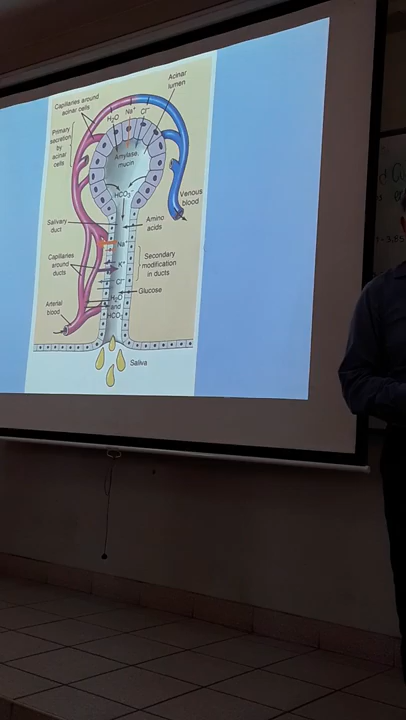 Capillaries around
acinar cells
Acinar
lumen
H₂O
Na⁺
Cl⁻
Primary
secretion
by
acinar
cells
Amylase,
mucin
HCO₃⁻
Venous
blood
Salivary
duct
Amino
acids
Na⁺
Capillaries
around
ducts
K⁺
Secondary
modification
in ducts
Cl⁻
Glucose
Arterial
blood
H₂O
and
HCO₃⁻
Saliva